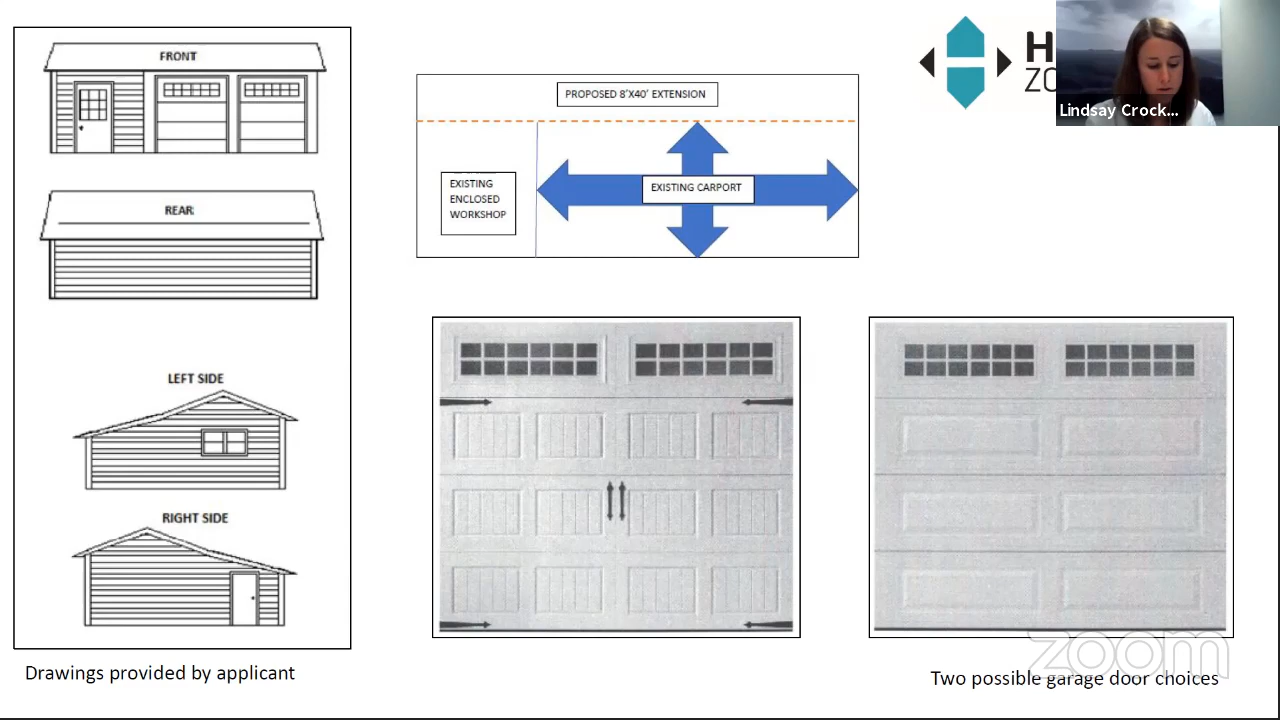 FRONT
REAR
LEFT SIDE
RIGHT SIDE
Drawings provided by applicant
PROPOSED 8'X40' EXTENSION
EXISTING
ENCLOSED
WORKSHOP
EXISTING CARPORT
Lindsay Crock...
Two possible garage door choices
zoom